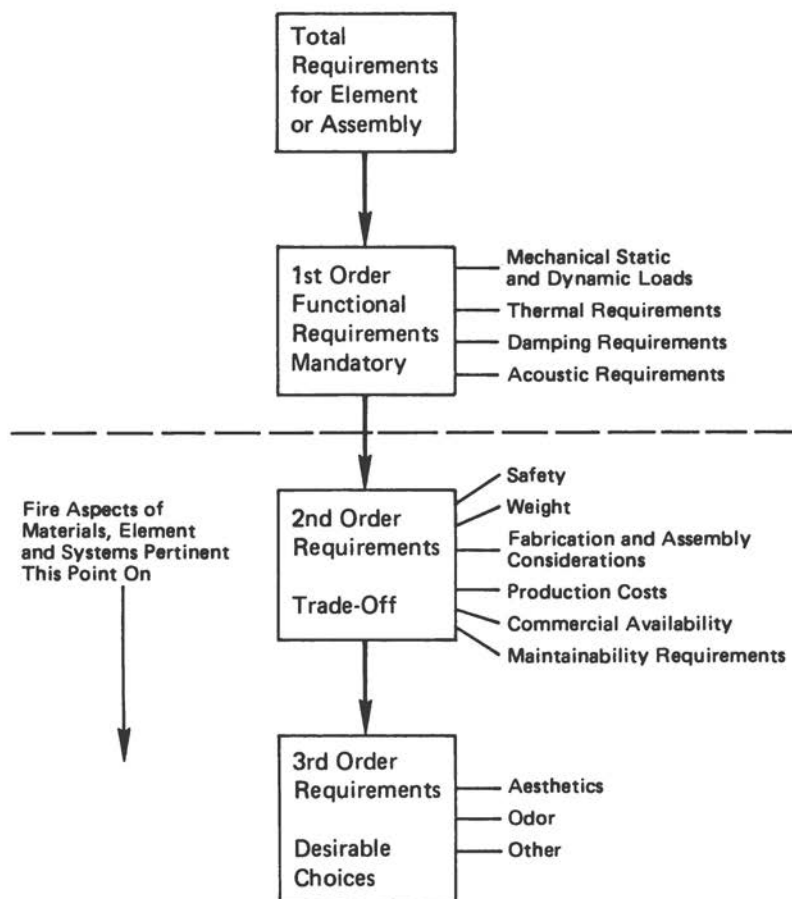 Total
Requirements
for Element
or Assembly
1st Order
Functional
Requirements
Mandatory
Mechanical Static
and Dynamic Loads
Thermal Requirements
Damping Requirements
Acoustic Requirements
Fire Aspects of
Materials, Element
and Systems Pertinent
This Point On
2nd Order
Requirements
Trade-Off
Safety
Weight
Fabrication and Assembly
Considerations
Production Costs
Commercial Availability
Maintainability Requirements
3rd Order
Requirements
Desirable
Choices
Aesthetics
Odor
Other